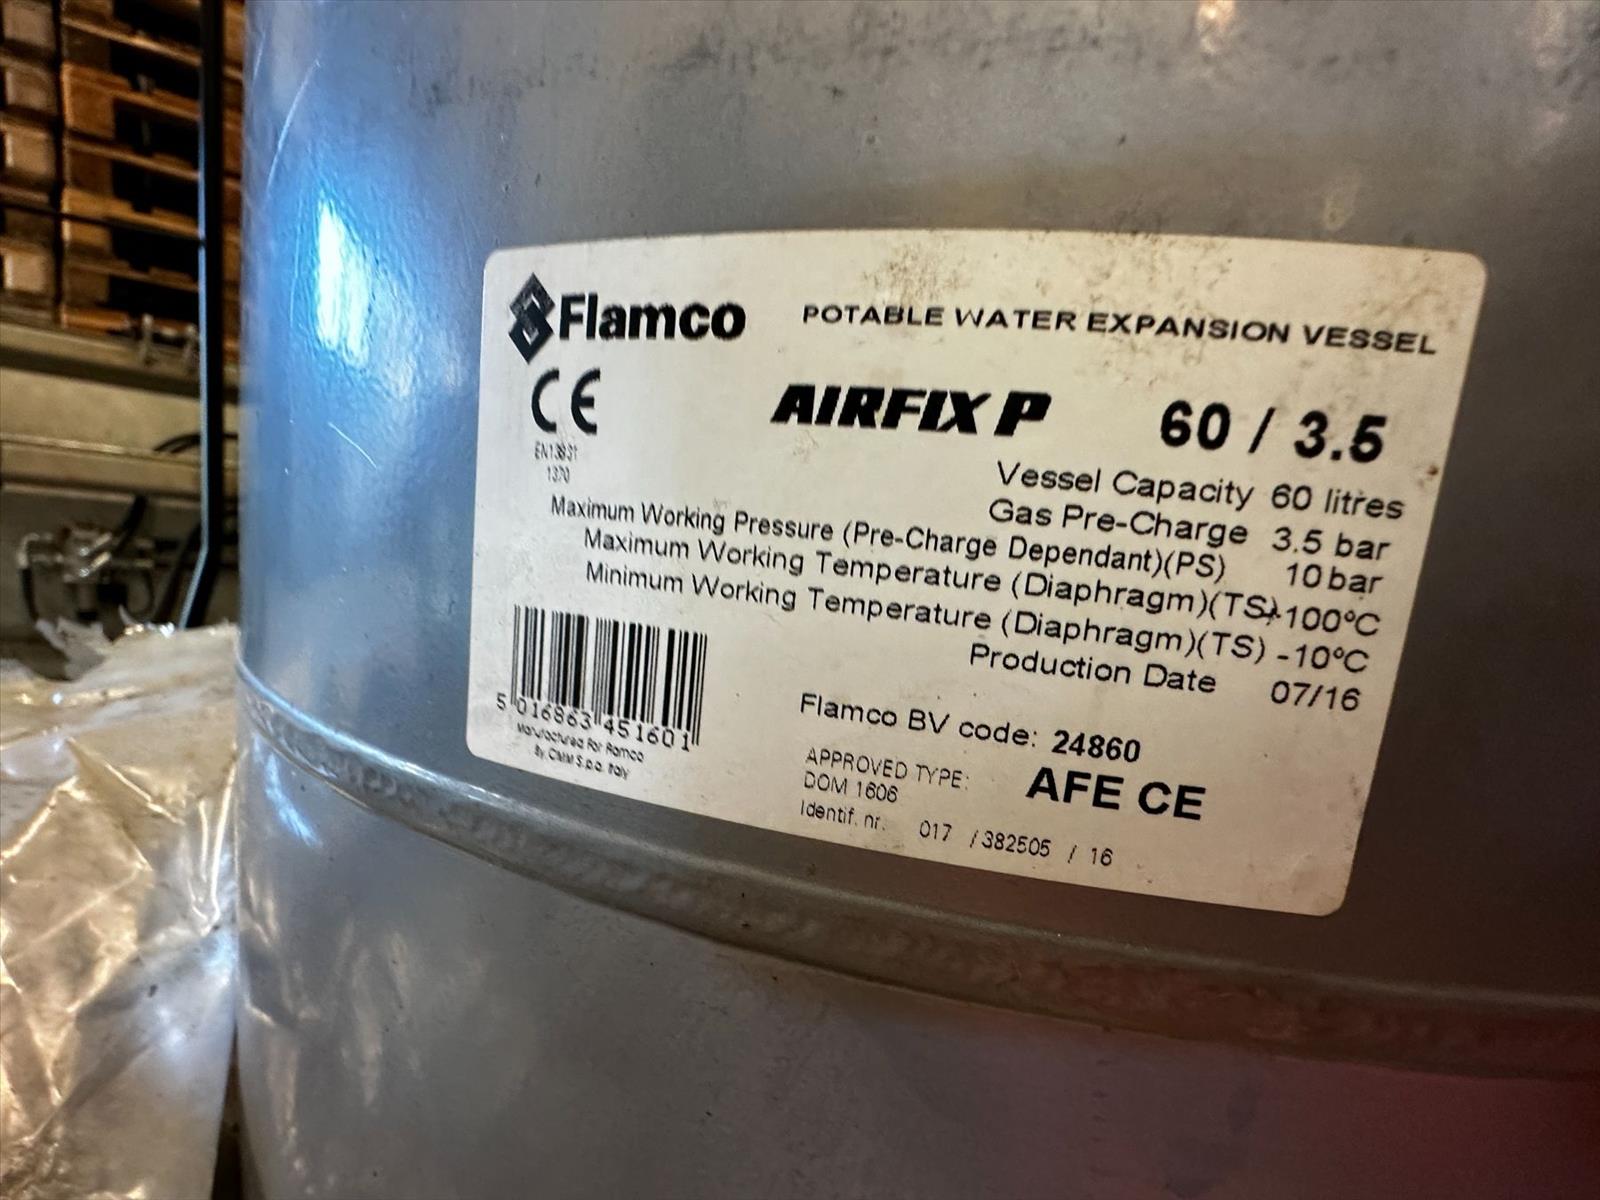 Flamco
POTABLE WATER EXPANSION VESSEL
CE
AIRFIX P 60 / 3.5
EN13831
1370
Vessel Capacity 60 litres
Gas Pre-Charge 3.5 bar
Maximum Working Pressure (Pre-Charge Dependant)(PS) 10 bar
Maximum Working Temperature (Diaphragm)(TS)+100ºC
Minimum Working Temperature (Diaphragm)(TS) -10ºC
Production Date 07/16
5 016863 451601
Manufactured For Flamco
By CIMM S.p.a. Italy
Flamco BV code: 24860
APPROVED TYPE: AFE CE
DOM 1606
Identif. nr. 017 / 382505 / 16